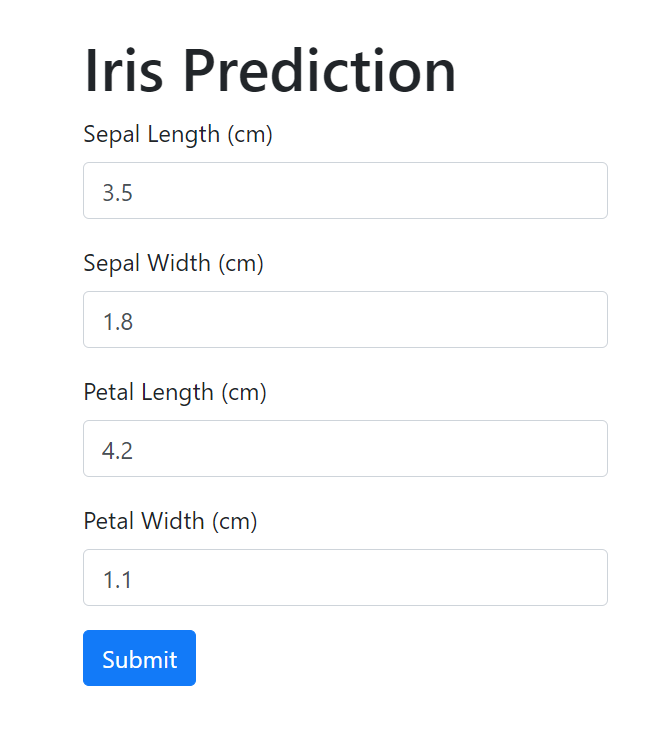 Iris Prediction
Sepal Length (cm)
3.5
Sepal Width (cm)
1.8
Petal Length (cm)
4.2
Petal Width (cm)
1.1
Submit